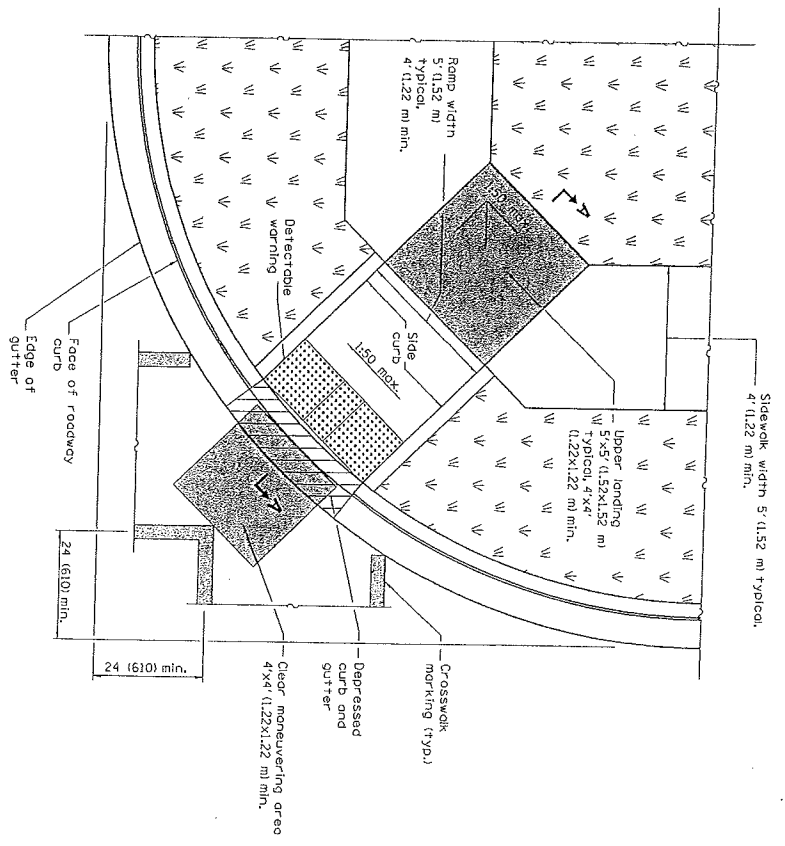 Sidewalk width 5' (1.52 m) typical,
4' (1.22 m) min.
Ramp width
5' (1.52 m)
typical,
4' (1.22 m) min.
1:50 max.
A
Upper landing
5'x5' (1.52x1.52 m)
typical, 4'x4'
(1.22x1.22 m) min.
Side
curb
1:50 max.
Detectable
warning
A
Face of roadway
curb
Edge of
gutter
Crosswalk
marking (typ.)
Depressed
curb and
gutter
Clear maneuvering area
4'x4' (1.22x1.22 m) min.
24 (610) min.
24 (610) min.